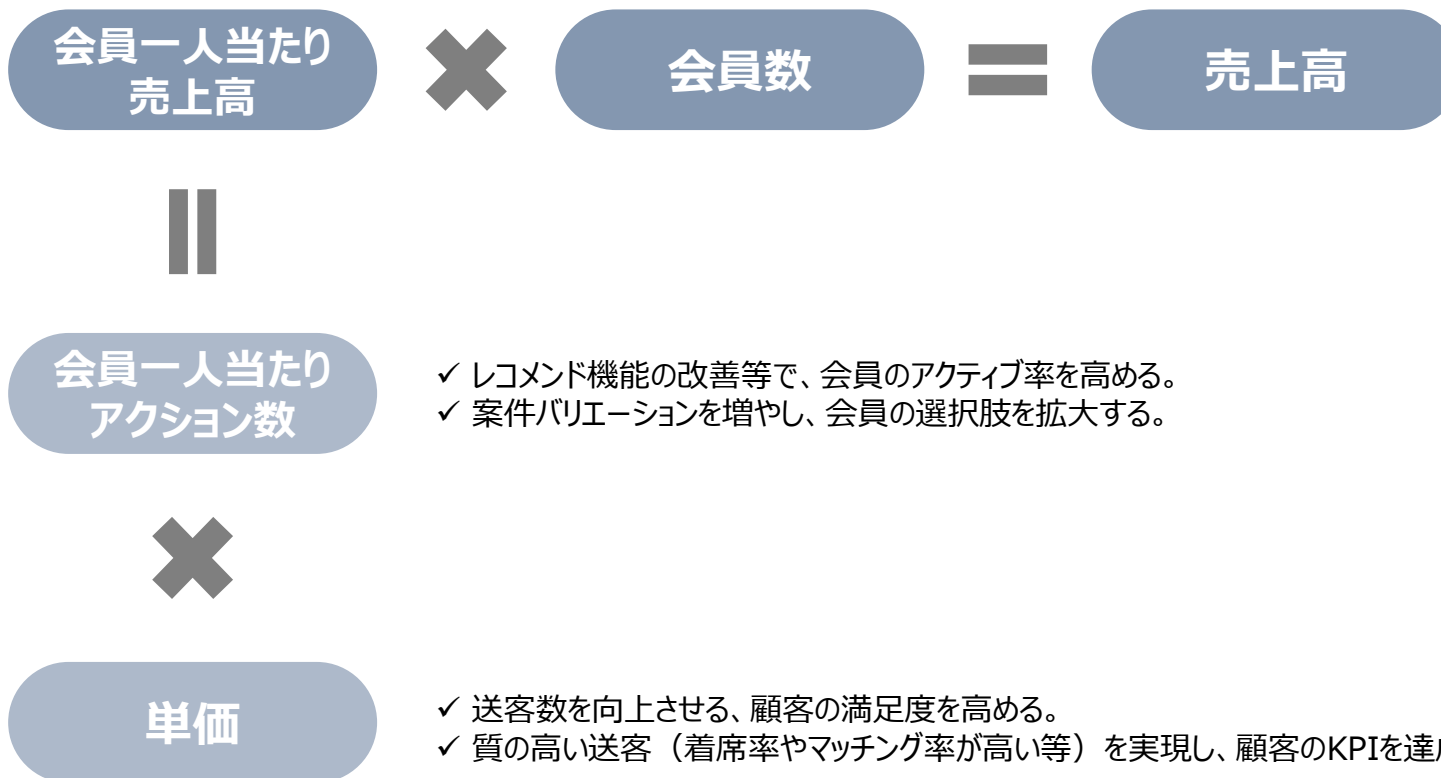 会員一人当たり
売上高
会員数
売上高
会員一人当たり
アクション数
✓ レコメンド機能の改善等で、会員のアクティブ率を高める。
✓ 案件バリエーションを増やし、会員の選択肢を拡大する。
単価
✓ 送客数を向上させる、顧客の満足度を高める。
✓ 質の高い送客（着席率やマッチング率が高い等）を実現し、顧客のKPIを達